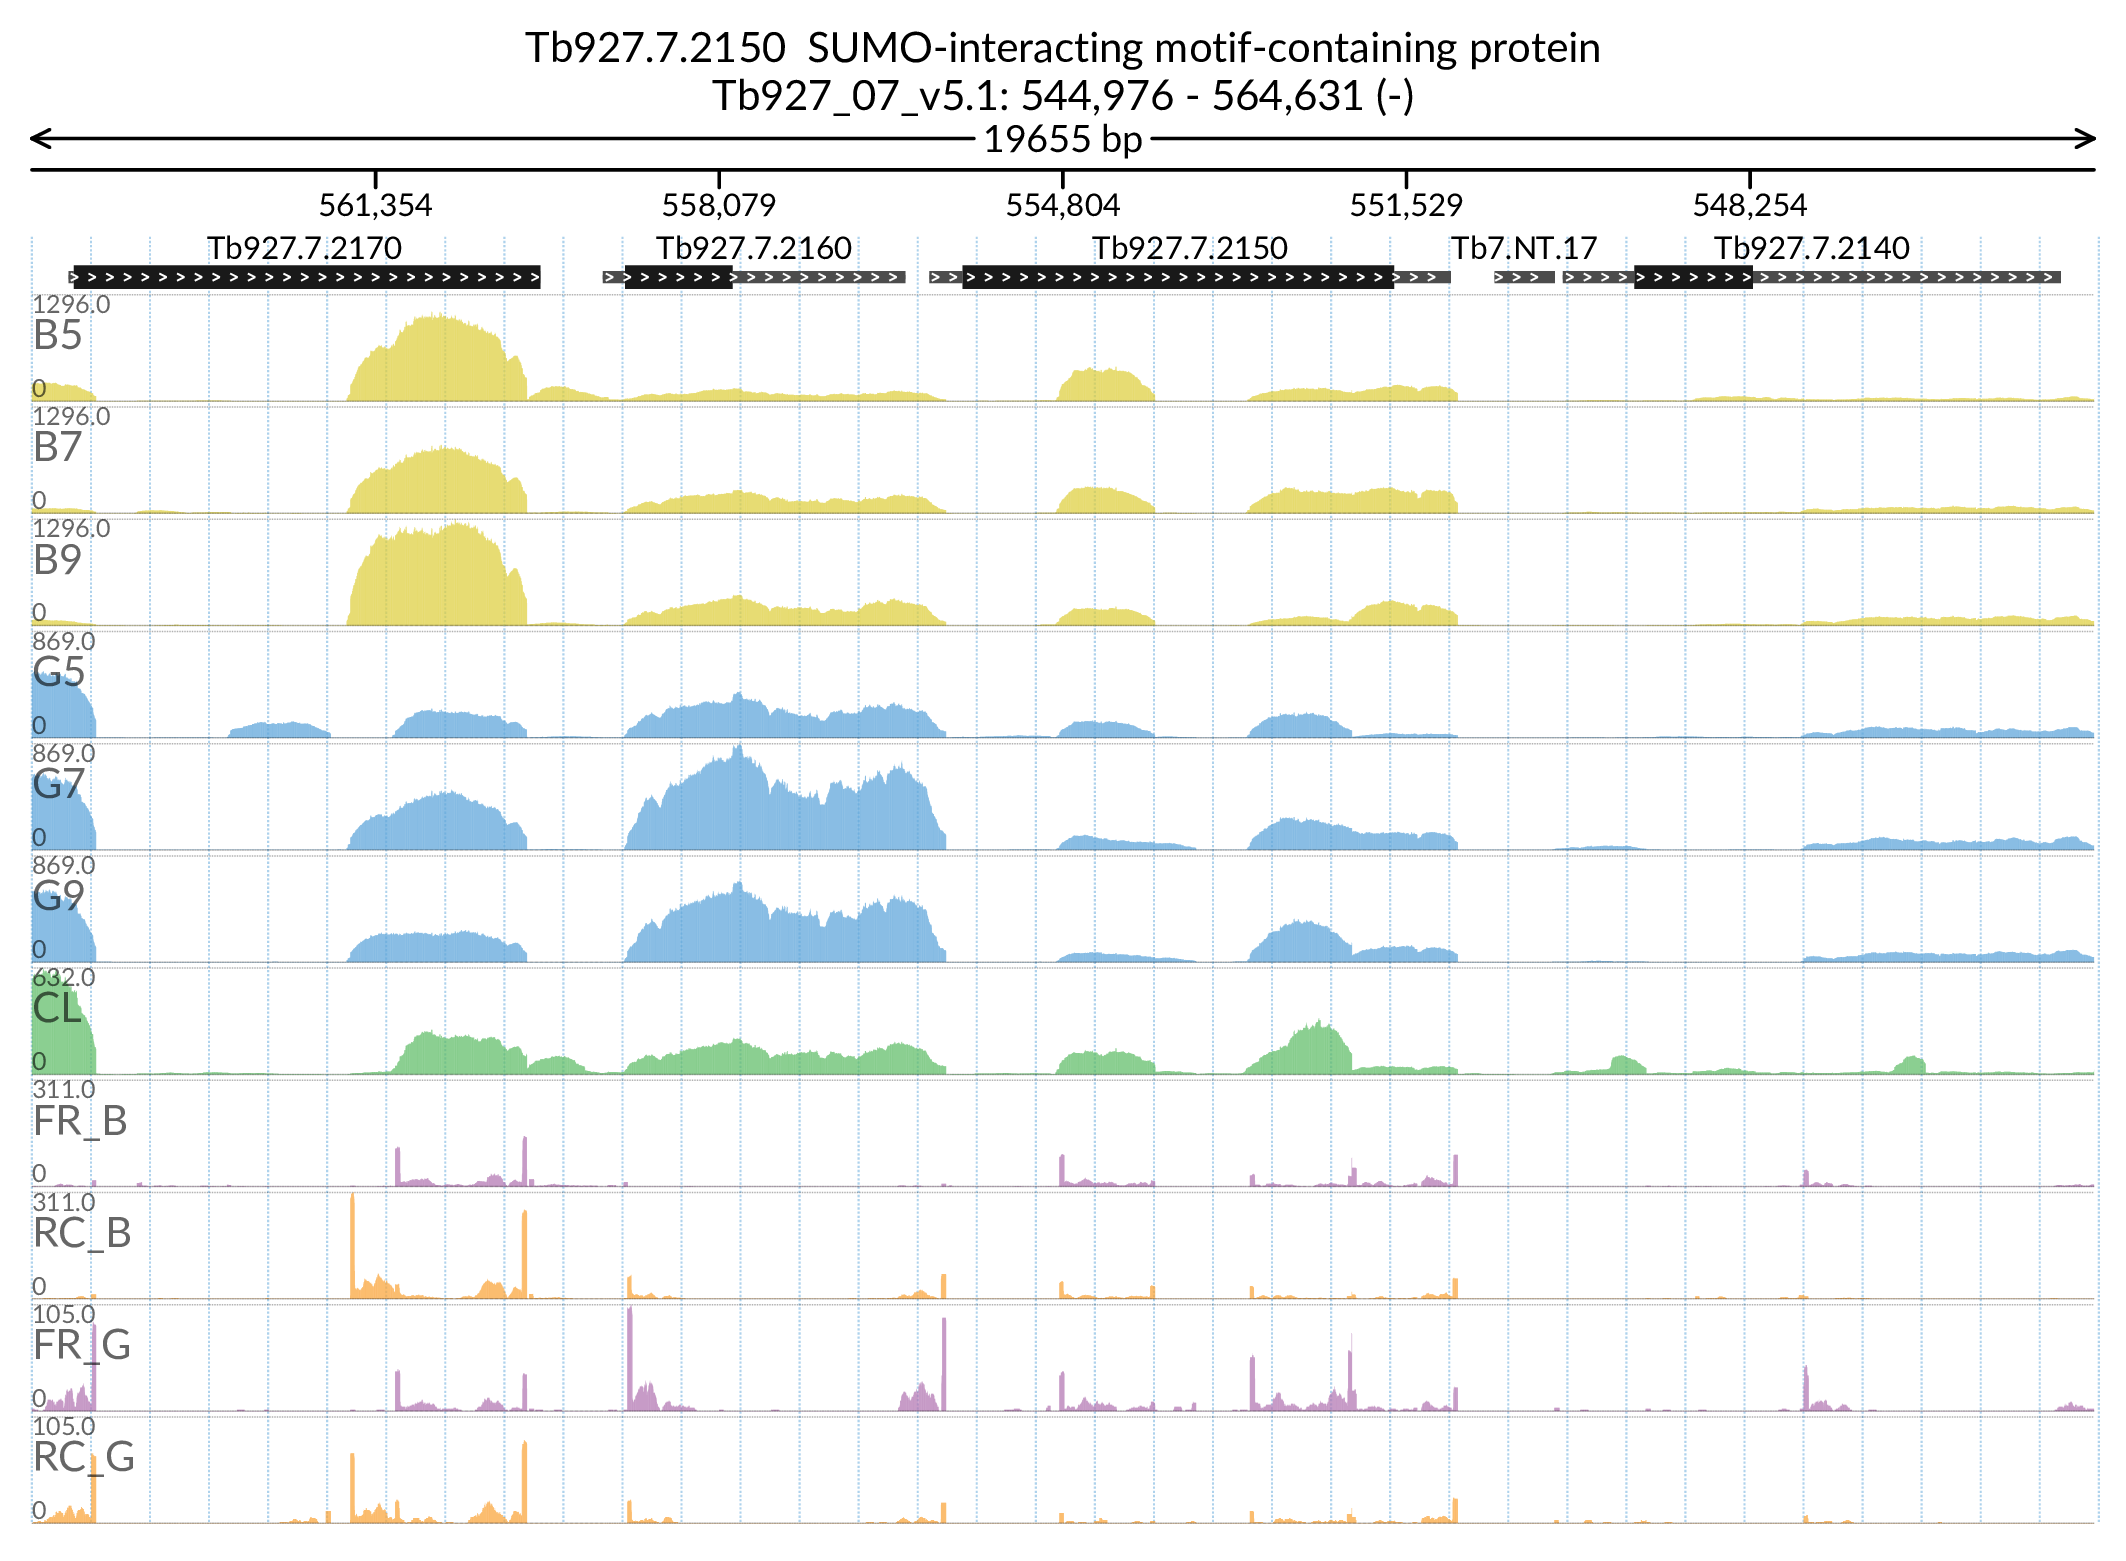 Tb927.7.2150  SUMO-interacting motif-containing protein
Tb927_07_v5.1: 544,976 - 564,631 (-)
19655 bp
561,354 558,079 554,804 551,529 548,254
Tb927.7.2170 Tb927.7.2160 Tb927.7.2150 Tb7.NT.17 Tb927.7.2140
1296.0
B5
0
1296.0
B7
0
1296.0
B9
0
869.0
G5
0
869.0
G7
0
869.0
G9
0
632.0
CL
0
311.0
FR_B
0
311.0
RC_B
0
105.0
FR_G
0
105.0
RC_G
0